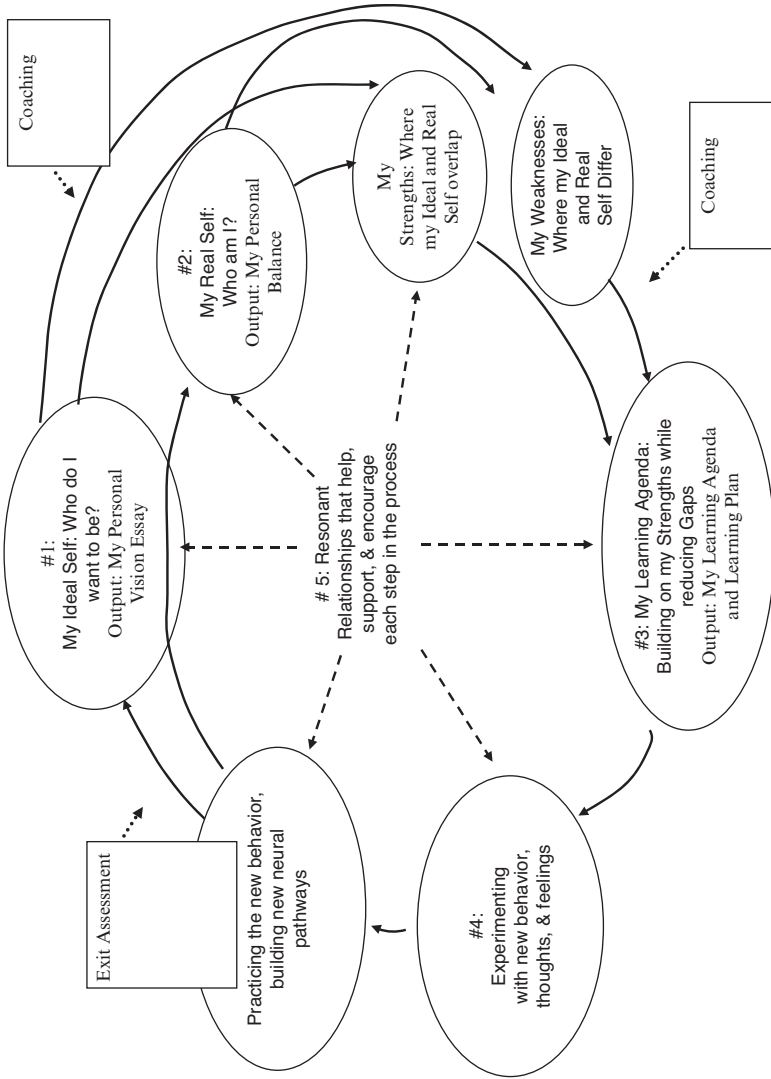 Coaching
#1:
My Ideal Self: Who do I
want to be?
Output: My Personal
Vision Essay
#2:
My Real Self:
Who am I?
Output: My Personal
Balance
My
Strengths: Where
my Ideal and Real
Self overlap
My Weaknesses:
Where my Ideal
and Real
Self Differ
Coaching
#3: My Learning Agenda:
Building on my Strengths while
reducing Gaps
Output: My Learning Agenda
and Learning Plan
#4:
Experimenting
with new behavior,
thoughts, & feelings
Practicing the new behavior,
building new neural
pathways
Exit Assessment
# 5: Resonant
Relationships that help,
support, & encourage
each step in the process